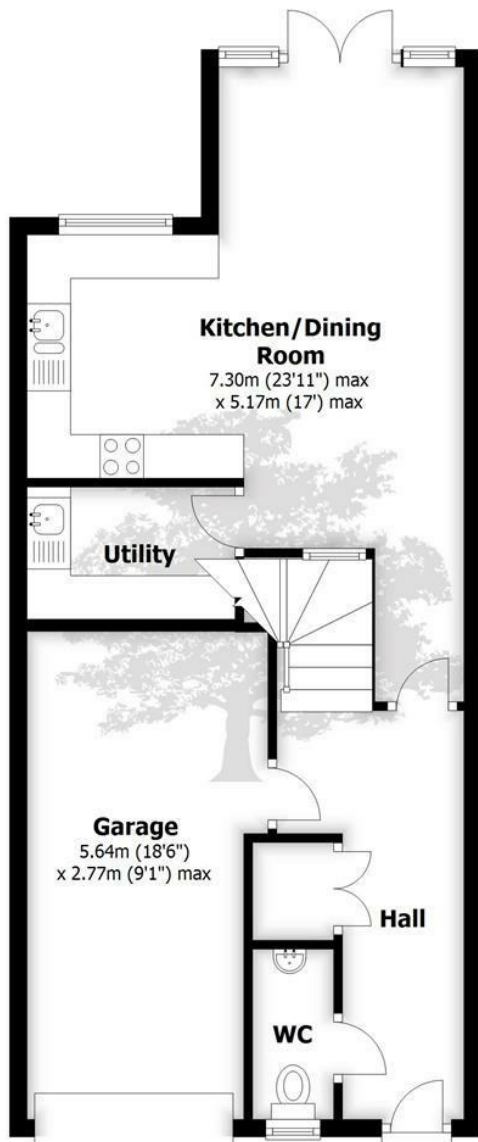 Kitchen/Dining
Room
7.30m (23'11") max
x 5.17m (17') max
Utility
Garage
5.64m (18'6")
x 2.77m (9'1") max
Hall
WC